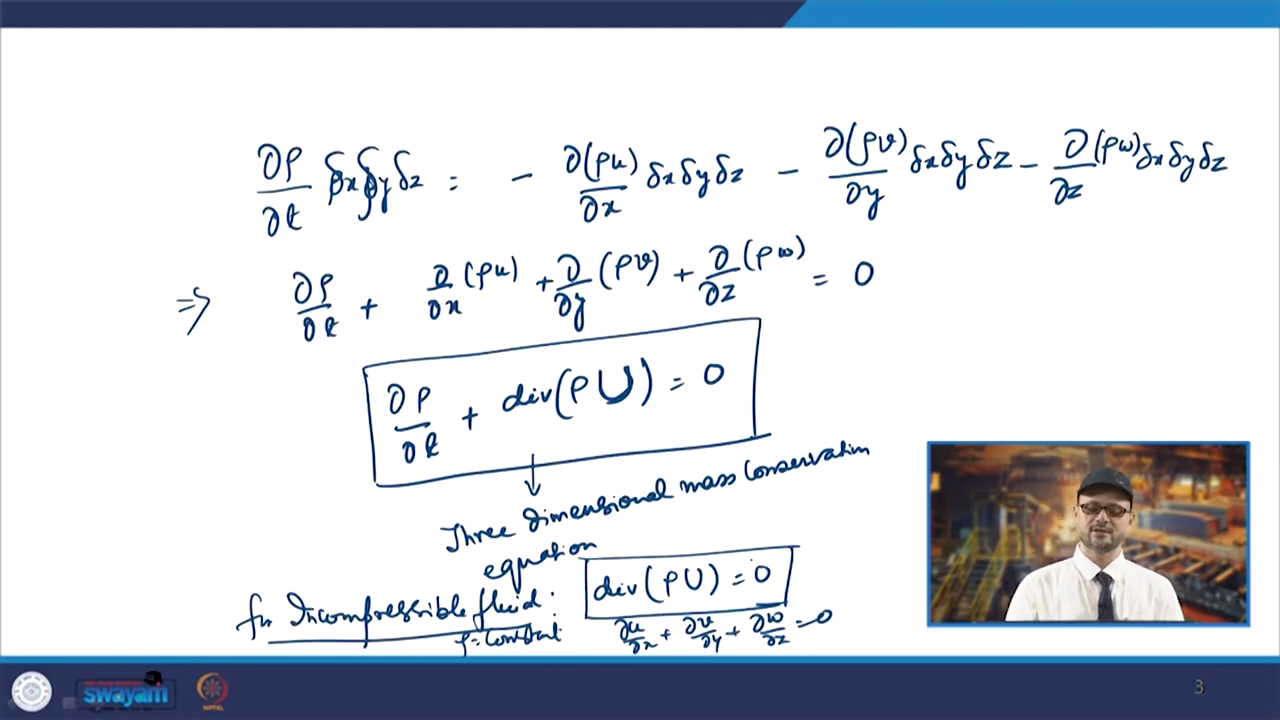 ∂ρ/∂t δxδyδz = - ∂(ρu)/∂x δxδyδz - ∂(ρv)/∂y δxδyδz - ∂/∂z (ρw) δxδyδz
⇒ ∂ρ/∂t + ∂/∂x (ρu) + ∂/∂y (ρv) + ∂/∂z (ρw) = 0
∂ρ/∂t + div(ρU) = 0
↓
Three dimensional mass conservation
equation
for Incompressible fluid: div(ρU) = 0
ρ=constant: ∂u/∂x + ∂v/∂y + ∂w/∂z = 0
swayam
NPTEL
3